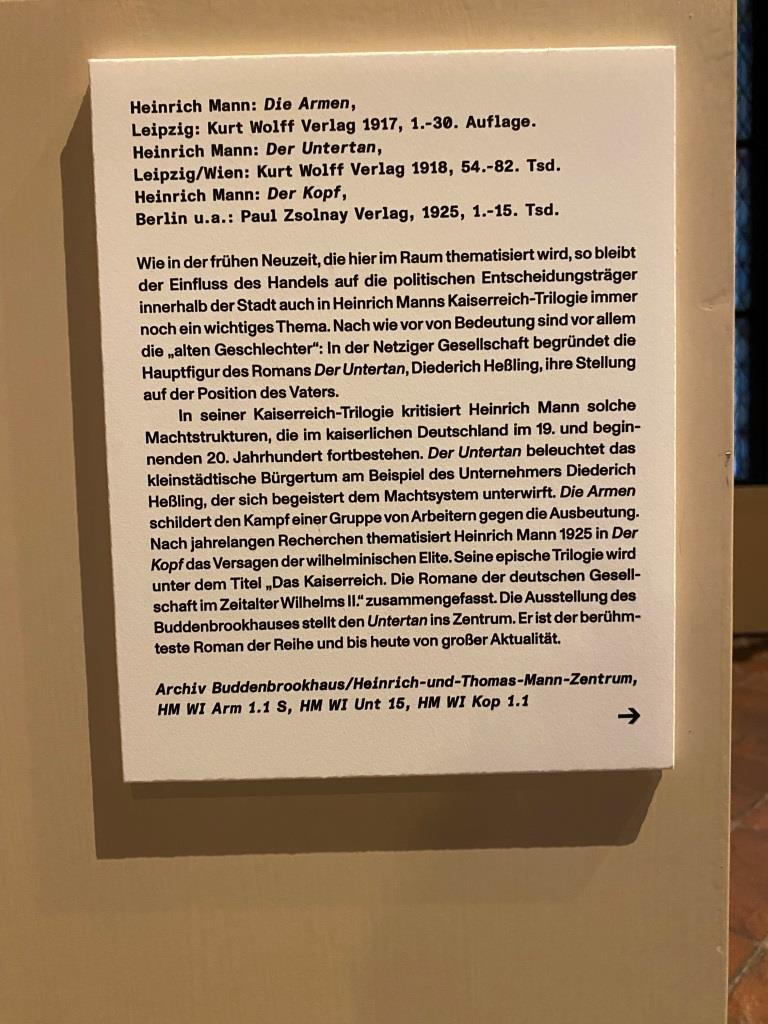 Heinrich Mann: Die Armen,
Leipzig: Kurt Wolff Verlag 1917, 1.-30. Auflage.
Heinrich Mann: Der Untertan,
Leipzig/Wien: Kurt Wolff Verlag 1918, 54.-82. Tsd.
Heinrich Mann: Der Kopf,
Berlin u.a.: Paul Zsolnay Verlag, 1925, 1.-15. Tsd.
Wie in der frühen Neuzeit, die hier im Raum thematisiert wird, so bleibt
der Einfluss des Handels auf die politischen Entscheidungsträger
innerhalb der Stadt auch in Heinrich Manns Kaiserreich-Trilogie immer
noch ein wichtiges Thema. Nach wie vor von Bedeutung sind vor allem
die „alten Geschlechter“: In der Netziger Gesellschaft begründet die
Hauptfigur des Romans Der Untertan, Diederich Heßling, ihre Stellung
auf der Position des Vaters.
In seiner Kaiserreich-Trilogie kritisiert Heinrich Mann solche
Machtstrukturen, die im kaiserlichen Deutschland im 19. und begin-
nenden 20. Jahrhundert fortbestehen. Der Untertan beleuchtet das
kleinstädtische Bürgertum am Beispiel des Unternehmers Diederich
Heßling, der sich begeistert dem Machtsystem unterwirft. Die Armen
schildert den Kampf einer Gruppe von Arbeitern gegen die Ausbeutung.
Nach jahrelangen Recherchen thematisiert Heinrich Mann 1925 in Der
Kopf das Versagen der wilhelminischen Elite. Seine epische Trilogie wird
unter dem Titel „Das Kaiserreich. Die Romane der deutschen Gesell-
schaft im Zeitalter Wilhelms II.“ zusammengefasst. Die Ausstellung des
Buddenbrookhauses stellt den Untertan ins Zentrum. Er ist der berühm-
teste Roman der Reihe und bis heute von großer Aktualität.
Archiv Buddenbrookhaus/Heinrich-und-Thomas-Mann-Zentrum,
HM WI Arm 1.1 S, HM WI Unt 15, HM WI Kop 1.1
→